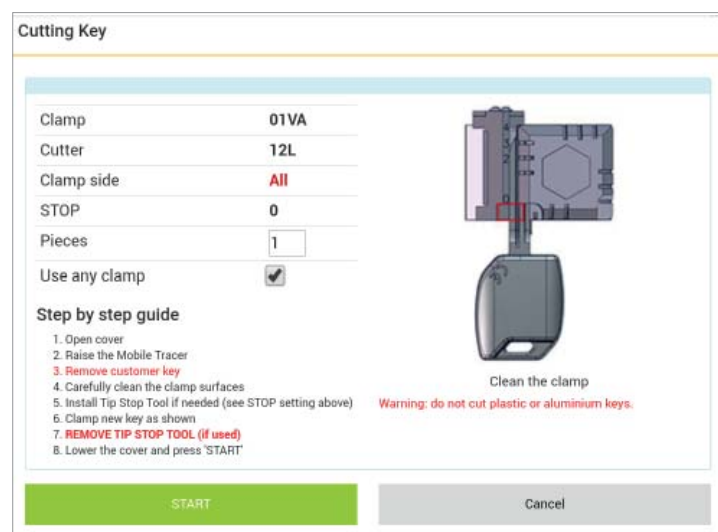 Cutting Key
Clamp 01VA
Cutter 12L
Clamp side All
STOP 0
Pieces 1
Use any clamp
Step by step guide
1. Open cover
2. Raise the Mobile Tracer
3. Remove customer key
4. Carefully clean the clamp surfaces
5. Install Tip Stop Tool if needed (see STOP setting above)
6. Clamp new key as shown
7. REMOVE TIP STOP TOOL (if used)
8. Lower the cover and press 'START'
Clean the clamp
Warning: do not cut plastic or aluminium keys.
START
Cancel